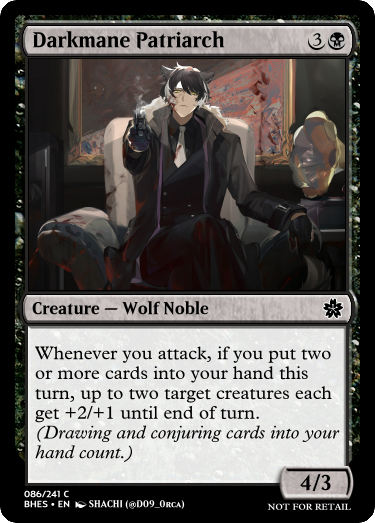 Darkmane Patriarch 3
Creature — Wolf Noble
Whenever you attack, if you put two
or more cards into your hand this
turn, up to two target creatures each
get +2/+1 until end of turn.
(Drawing and conjuring cards into your
hand count.)
4/3
086/241 C
BHES • EN SHACHI (@D09_0RCA)
NOT FOR RETAIL